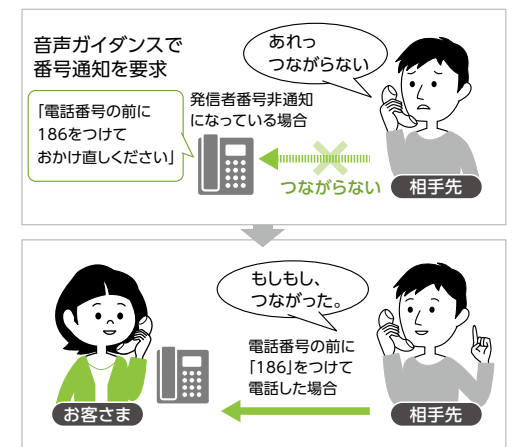 音声ガイダンスで
番号通知を要求
あれっ
つながらない
「電話番号の前に
186をつけて
おかけ直しください」
発信者番号非通知
になっている場合
つながらない
相手先
もしもし、
つながった。
電話番号の前に
「186」をつけて
電話した場合
お客さま
相手先